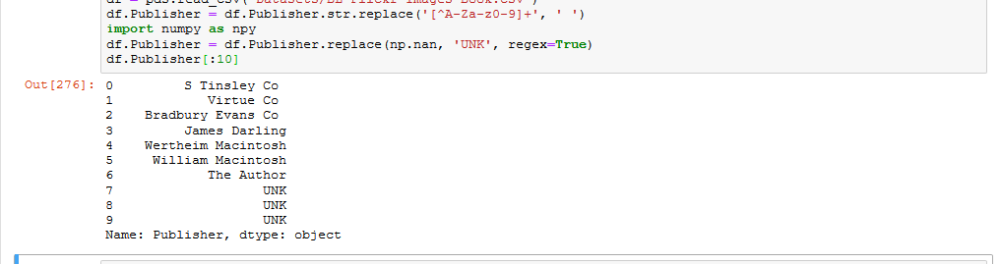 df.Publisher = df.Publisher.str.replace('[^A-Za-z0-9]+', ' ')
import numpy as npy
df.Publisher = df.Publisher.replace(np.nan, 'UNK', regex=True)
df.Publisher[:10]
Out[276]: 0 S Tinsley Co
1 Virtue Co
2 Bradbury Evans Co
3 James Darling
4 Wertheim Macintosh
5 William Macintosh
6 The Author
7 UNK
8 UNK
9 UNK
Name: Publisher, dtype: object